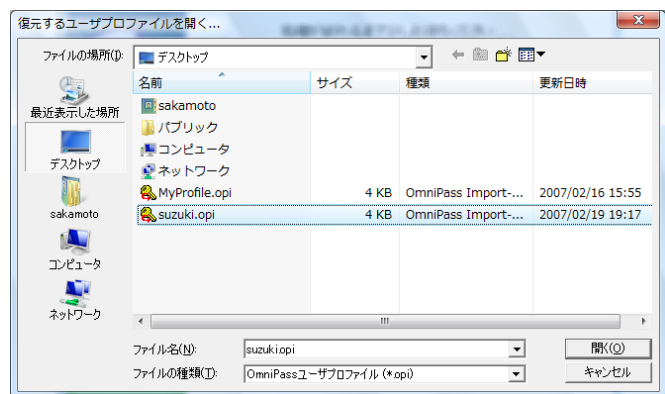 復元するユーザプロファイルを開く...
ファイルの場所(I):
デスクトップ
最近表示した場所
デスクトップ
sakamoto
コンピュータ
ネットワーク
名前 サイズ 種類 更新日時
sakamoto
パブリック
コンピュータ
ネットワーク
MyProfile.opi 4 KB OmniPass Import-... 2007/02/16 15:55
suzuki.opi 4 KB OmniPass Import-... 2007/02/19 19:17
ファイル名(N): suzuki.opi 開く(O)
ファイルの種類(T): OmniPassユーザプロファイル (*.opi) キャンセル